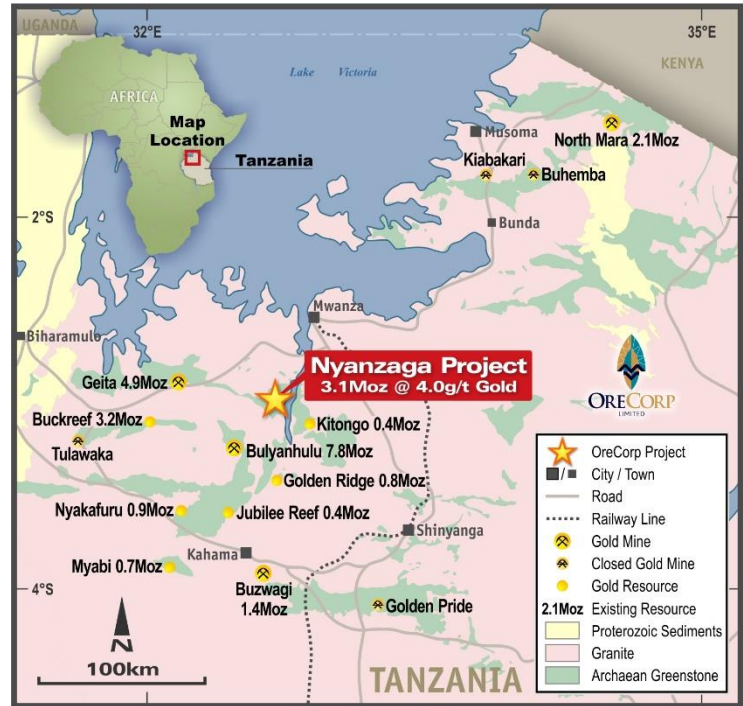 UGANDA
32°E
35°E
KENYA
Lake Victoria
AFRICA
Map
Location
Tanzania
Musoma
North Mara 2.1Moz
Kiabakari
Buhemba
2°S
Bunda
Mwanza
Biharamulo
Nyanzaga Project
3.1Moz @ 4.0g/t Gold
Geita 4.9Moz
ORECORP
LIMITED
Buckreef 3.2Moz
Kitongo 0.4Moz
Tulawaka
Bulyanhulu 7.8Moz
Golden Ridge 0.8Moz
Nyakafuru 0.9Moz
Jubilee Reef 0.4Moz
Shinyanga
Kahama
Myabi 0.7Moz
Buzwagi
1.4Moz
4°S
Golden Pride
N
100km
TANZANIA
OreCorp Project
/ City / Town
Road
Railway Line
Gold Mine
Closed Gold Mine
Gold Resource
2.1Moz Existing Resource
Proterozoic Sediments
Granite
Archaean Greenstone